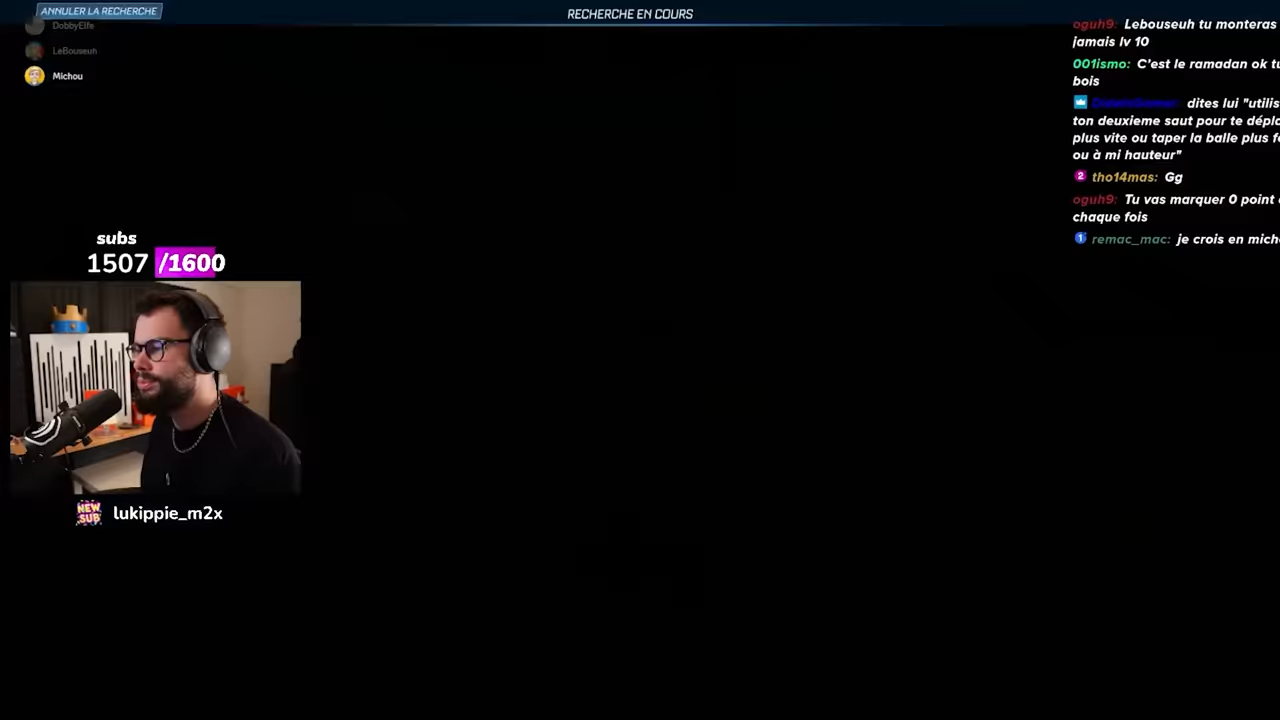 ANNULER LA RECHERCHE
RECHERCHE EN COURS
DobbyElfe
LeBouseuh
Michou
oguh9: Lebouseuh tu monteras
jamais lv 10
001ismo: C'est le ramadan ok tu
bois
dites lui "utilis
ton deuxieme saut pour te dépla
plus vite ou taper la balle plus fo
ou à mi hauteur"
2 tho14mas: Gg
oguh9: Tu vas marquer 0 point
chaque fois
1 remac_mac: je crois en mich
subs
1507 /1600
NEW SUB lukippie_m2x